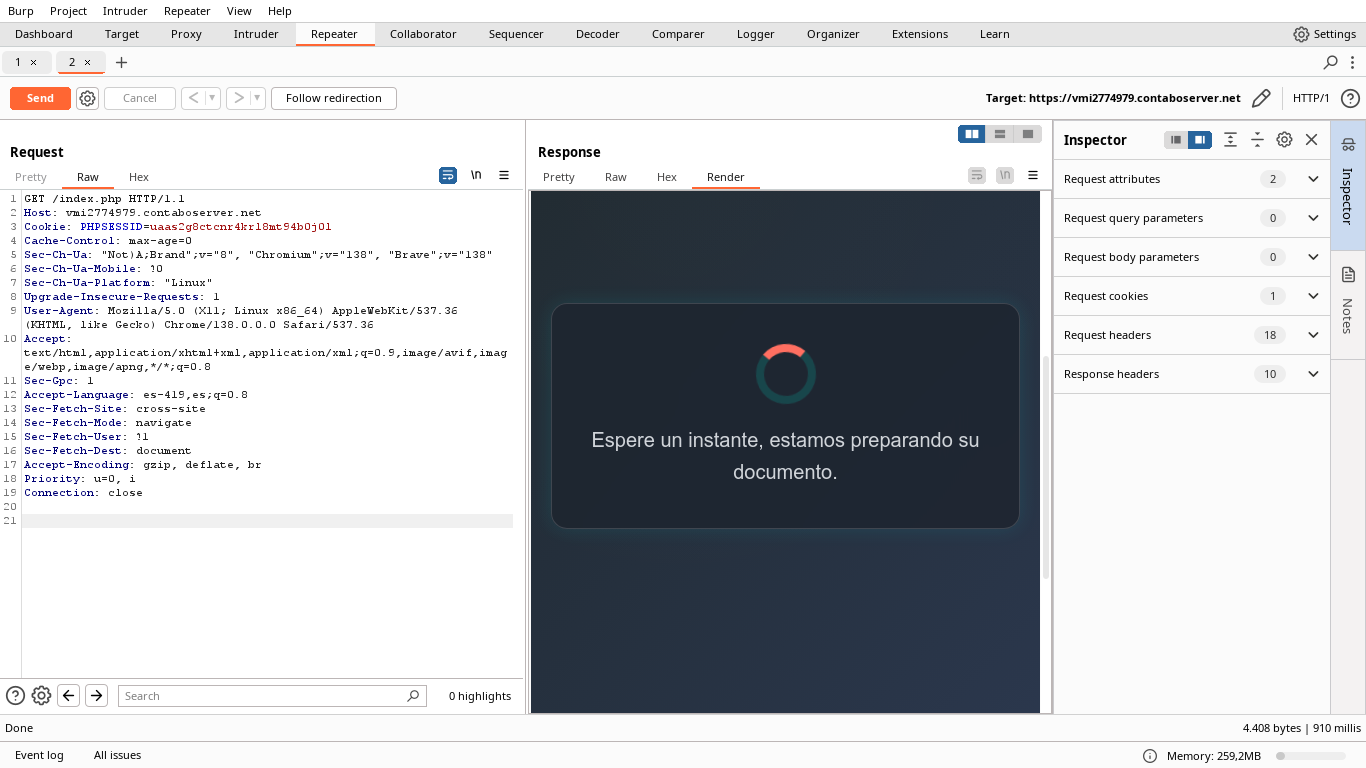 Burp Project Intruder Repeater View Help
Dashboard Target Proxy Intruder Repeater Collaborator Sequencer Decoder Comparer Logger Organizer Extensions Learn Settings
1 × 2 × +
Send Cancel < > Follow redirection Target: https://vmi2774979.contaboserver.net HTTP/1
Request
Pretty Raw Hex \n
1 GET /index.php HTTP/1.1
2 Host: vmi2774979.contaboserver.net
3 Cookie: PHPSESSID=uaas2g8ctcnr4kr18mt94b0j01
4 Cache-Control: max-age=0
5 Sec-Ch-Ua: "Not)A;Brand";v="8", "Chromium";v="138", "Brave";v="138"
6 Sec-Ch-Ua-Mobile: ?0
7 Sec-Ch-Ua-Platform: "Linux"
8 Upgrade-Insecure-Requests: 1
9 User-Agent: Mozilla/5.0 (X11; Linux x86_64) AppleWebKit/537.36
(KHTML, like Gecko) Chrome/138.0.0.0 Safari/537.36
10 Accept:
text/html,application/xhtml+xml,application/xml;q=0.9,image/avif,imag
e/webp,image/apng,*/*;q=0.8
11 Sec-Gpc: 1
12 Accept-Language: es-419,es;q=0.8
13 Sec-Fetch-Site: cross-site
14 Sec-Fetch-Mode: navigate
15 Sec-Fetch-User: ?1
16 Sec-Fetch-Dest: document
17 Accept-Encoding: gzip, deflate, br
18 Priority: u=0, i
19 Connection: close
20
21
Search 0 highlights
Response
Pretty Raw Hex Render \n
Espere un instante, estamos preparando su
documento.
Inspector
Request attributes 2
Request query parameters 0
Request body parameters 0
Request cookies 1
Request headers 18
Response headers 10
Inspector
Notes
Done 4.408 bytes | 910 millis
Event log All issues Memory: 259,2MB